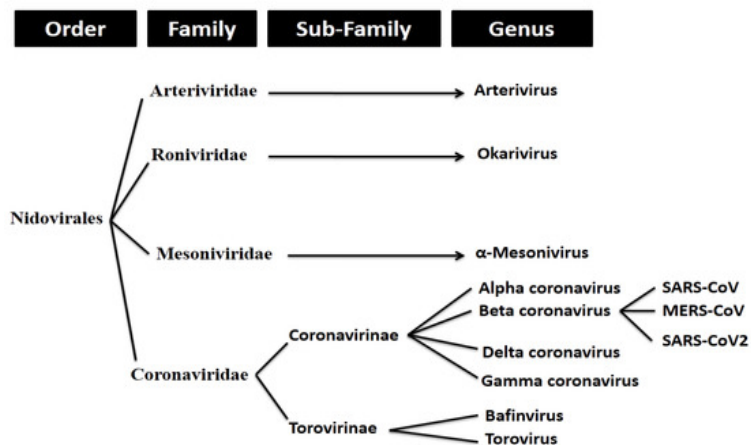 Order Family Sub-Family Genus
Arteriviridae Arterivirus
Roniviridae Okarivirus
Nidovirales
Mesoniviridae α-Mesonivirus
Alpha coronavirus SARS-CoV
Beta coronavirus MERS-CoV
Coronavirinae
SARS-CoV2
Delta coronavirus
Coronaviridae
Gamma coronavirus
Bafinvirus
Torovirinae
Torovirus